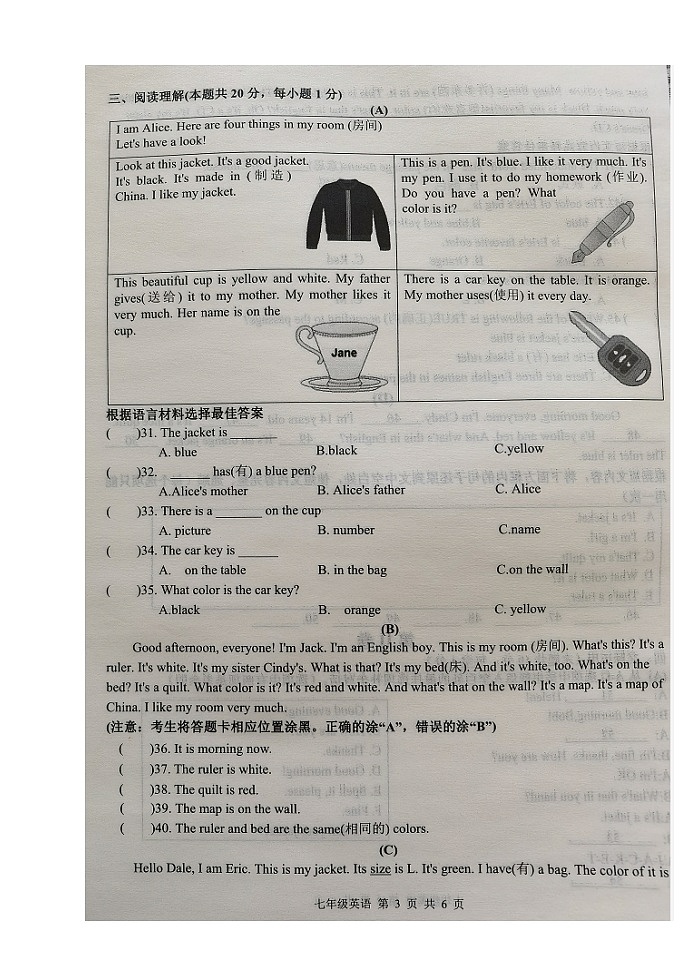 三、阅读理解(本题共 20 分，每小题 1 分)
(A)
I am Alice. Here are four things in my room (房间)
Let's have a look!
Look at this jacket. It's a good jacket.
It's black. It's made in (制造)
China. I like my jacket.
This is a pen. It's blue. I like it very much. It's
my pen. I use it to do my homework (作业).
Do you have a pen? What
color is it?
This beautiful cup is yellow and white. My father
gives(送给) it to my mother. My mother likes it
very much. Her name is on the
cup.
Jane
There is a car key on the table. It is orange.
My mother uses(使用) it every day.
根据语言材料选择最佳答案
( )31. The jacket is _______
A. blue B.black C.yellow
( )32. _______ has(有) a blue pen?
A.Alice's mother B. Alice's father C. Alice
( )33. There is a _______ on the cup
A. picture B. number C.name
( )34. The car key is ______
A. on the table B. in the bag C.on the wall
( )35. What color is the car key?
A.black B. orange C. yellow
(B)
Good afternoon, everyone! I'm Jack. I'm an English boy. This is my room (房间). What's this? It's a
ruler. It's white. It's my sister Cindy's. What is that? It's my bed(床). And it's white, too. What's on the
bed? It's a quilt. What color is it? It's red and white. And what's that on the wall? It's a map. It's a map of
China. I like my room very much.
(注意：考生将答题卡相应位置涂黑。正确的涂“A”，错误的涂“B”)
( )36. It is morning now.
( )37. The ruler is white.
( )38. The quilt is red.
( )39. The map is on the wall.
( )40. The ruler and bed are the same(相同的) colors.
(C)
Hello Dale, I am Eric. This is my jacket. Its size is L. It's green. I have(有) a bag. The color of it is
七年级英语 第 3 页 共 6 页